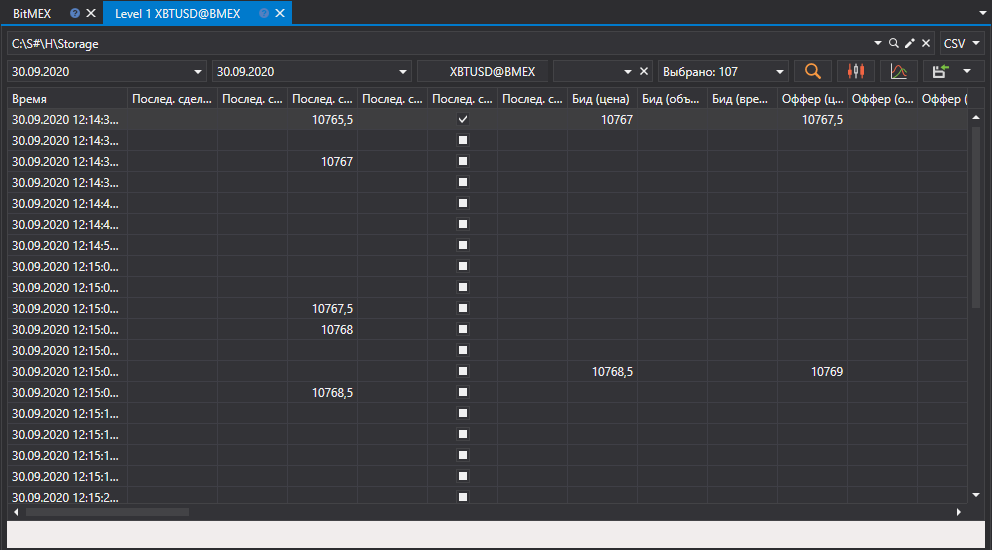 BitMEX Level 1 XBTUSD@BMEX
C:\S#\H\Storage CSV
30.09.2020 30.09.2020 XBTUSD@BMEX Выбрано: 107
Время Послед. сдел... Послед. с... Послед. с... Послед. с... Послед. с... Послед. с... Бид (цена) Бид (объ... Бид (вре... Оффер (ц... Оффер (о... Оффер (
30.09.2020 12:14:3... 10765,5 10767 10767,5
30.09.2020 12:14:3...
30.09.2020 12:14:3... 10767
30.09.2020 12:14:3...
30.09.2020 12:14:4...
30.09.2020 12:14:4...
30.09.2020 12:14:5...
30.09.2020 12:15:0...
30.09.2020 12:15:0...
30.09.2020 12:15:0... 10767,5
30.09.2020 12:15:0... 10768
30.09.2020 12:15:0...
30.09.2020 12:15:0... 10768,5 10769
30.09.2020 12:15:0... 10768,5
30.09.2020 12:15:1...
30.09.2020 12:15:1...
30.09.2020 12:15:1...
30.09.2020 12:15:1...
30.09.2020 12:15:2...